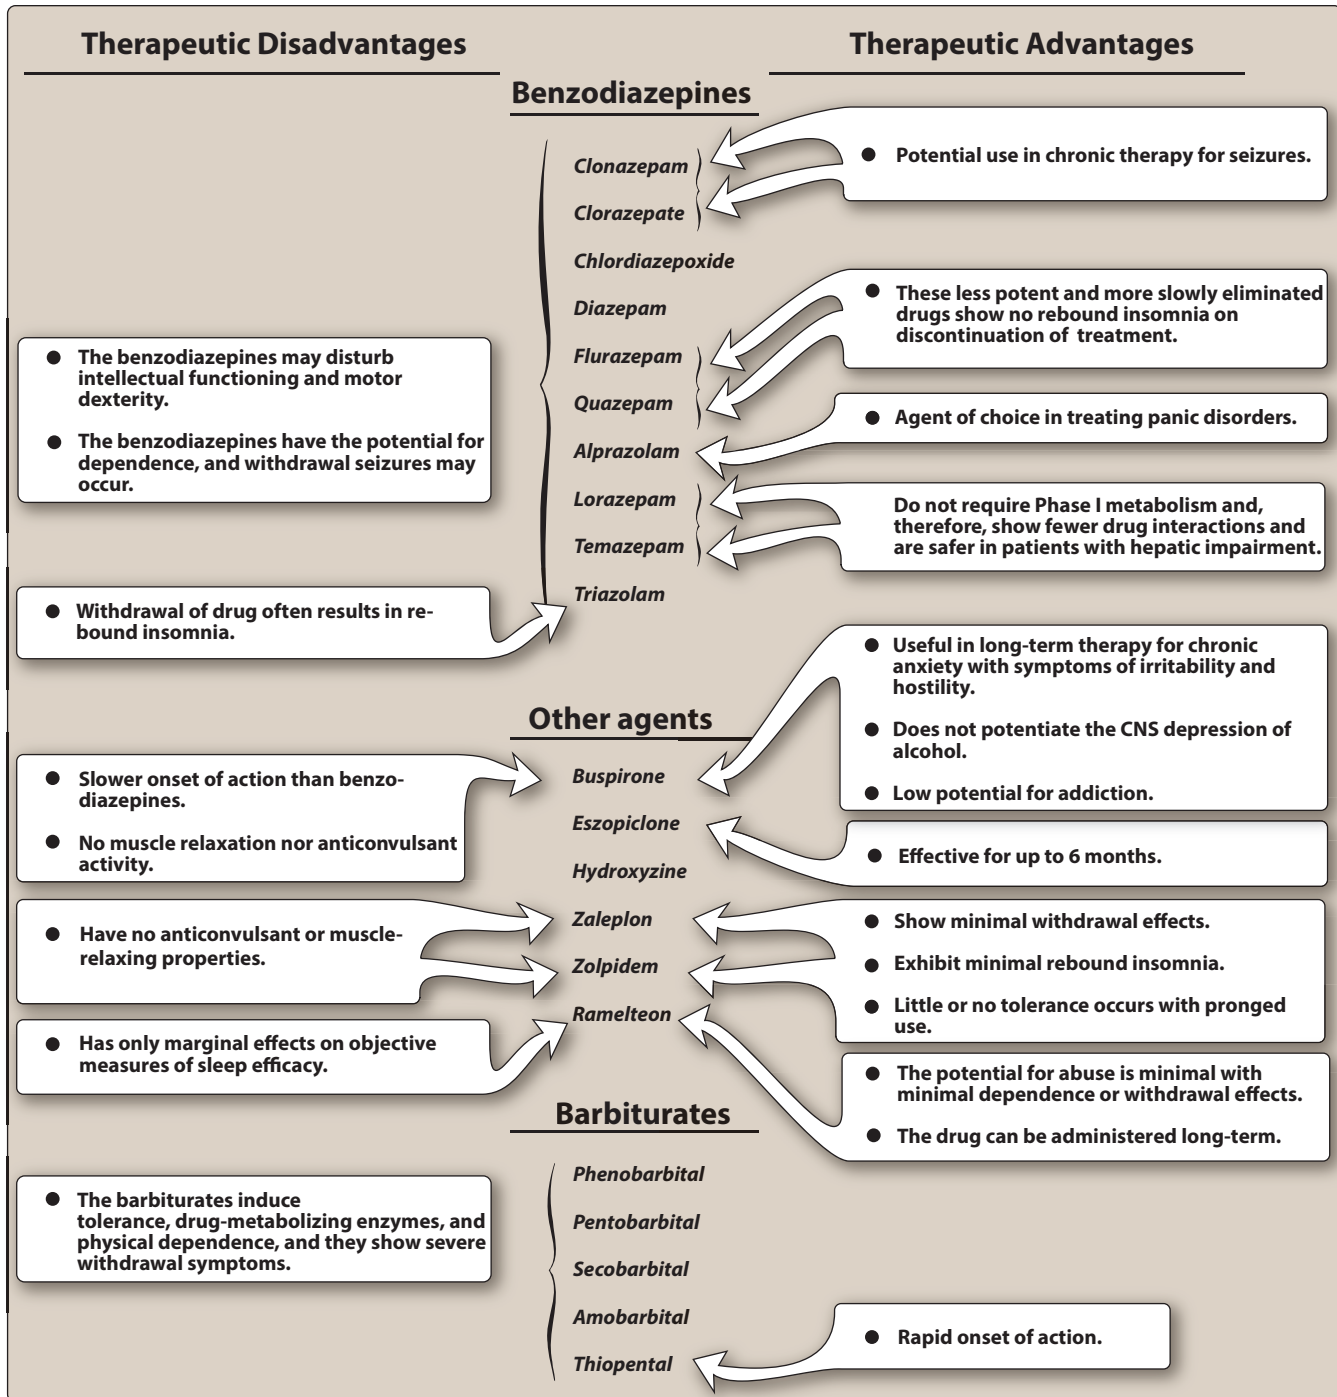 Therapeutic Disadvantages
Therapeutic Advantages
Benzodiazepines
Clonazepam
Clorazepate
Chlordiazepoxide
Diazepam
Flurazepam
Quazepam
Alprazolam
Lorazepam
Temazepam
Triazolam
● Potential use in chronic therapy for seizures.
● These less potent and more slowly eliminated
drugs show no rebound insomnia on
discontinuation of treatment.
● Agent of choice in treating panic disorders.
Do not require Phase I metabolism and,
therefore, show fewer drug interactions and
are safer in patients with hepatic impairment.
● The benzodiazepines may disturb
intellectual functioning and motor
dexterity.
● The benzodiazepines have the potential for
dependence, and withdrawal seizures may
occur.
● Withdrawal of drug often results in re-
bound insomnia.
Other agents
Buspirone
Eszopiclone
Hydroxyzine
Zaleplon
Zolpidem
Ramelteon
● Useful in long-term therapy for chronic
anxiety with symptoms of irritability and
hostility.
● Does not potentiate the CNS depression of
alcohol.
● Low potential for addiction.
● Effective for up to 6 months.
● Show minimal withdrawal effects.
● Exhibit minimal rebound insomnia.
● Little or no tolerance occurs with pronged
use.
● The potential for abuse is minimal with
minimal dependence or withdrawal effects.
● The drug can be administered long-term.
● Slower onset of action than benzo-
diazepines.
● No muscle relaxation nor anticonvulsant
activity.
● Have no anticonvulsant or muscle-
relaxing properties.
● Has only marginal effects on objective
measures of sleep efficacy.
Barbiturates
Phenobarbital
Pentobarbital
Secobarbital
Amobarbital
Thiopental
● The barbiturates induce
tolerance, drug-metabolizing enzymes, and
physical dependence, and they show severe
withdrawal symptoms.
● Rapid onset of action.